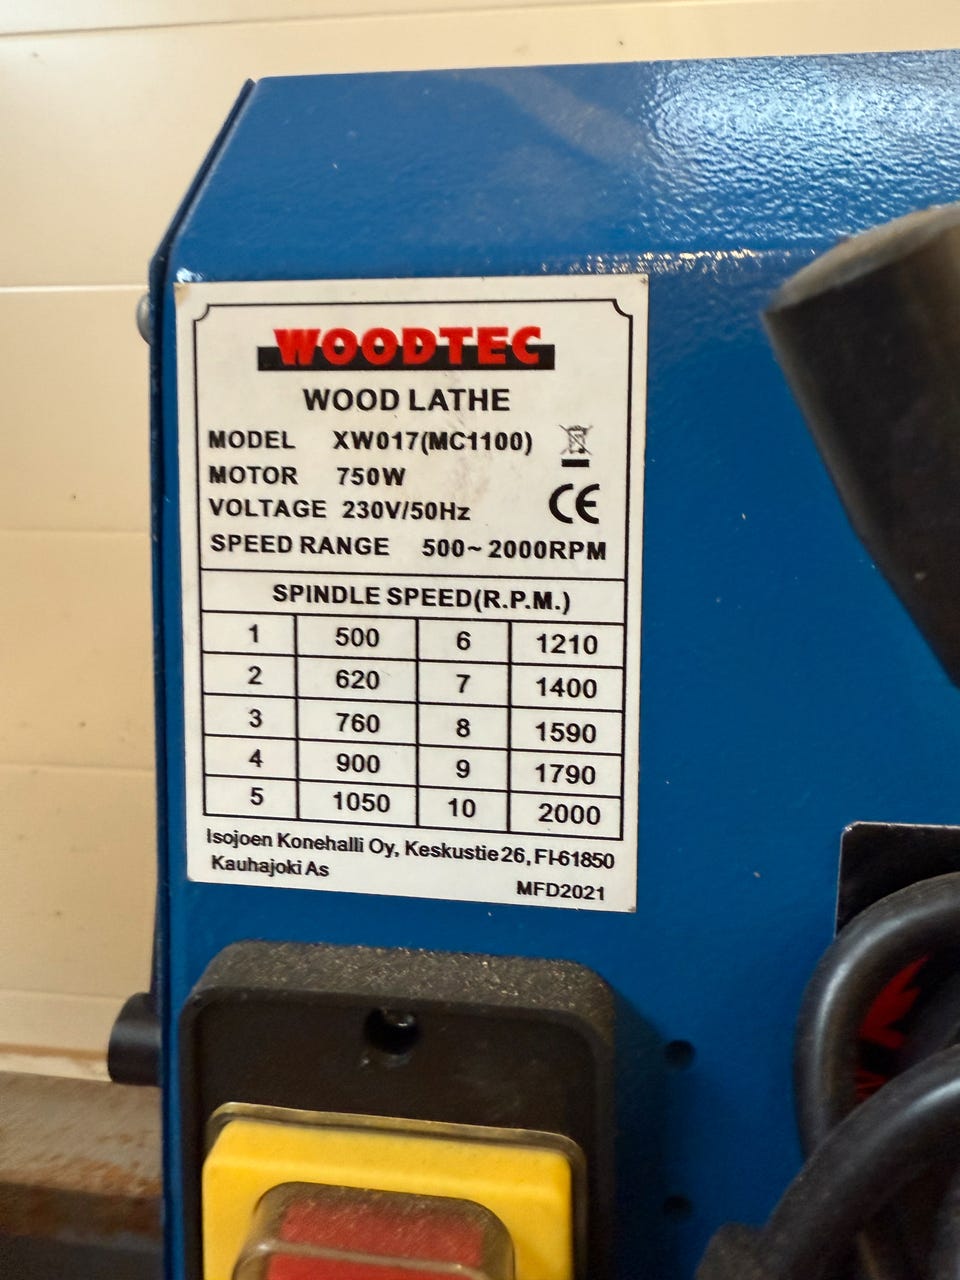 WOODTEC
WOOD LATHE
MODEL XW017(MC1100)
MOTOR 750W
VOLTAGE 230V/50Hz
CE
SPEED RANGE 500~2000RPM
SPINDLE SPEED(R.P.M.)
1 500 6 1210
2 620 7 1400
3 760 8 1590
4 900 9 1790
5 1050 10 2000
Isojoen Konehalli Oy, Keskustie 26, FI-61850
Kauhajoki As
MFD2021